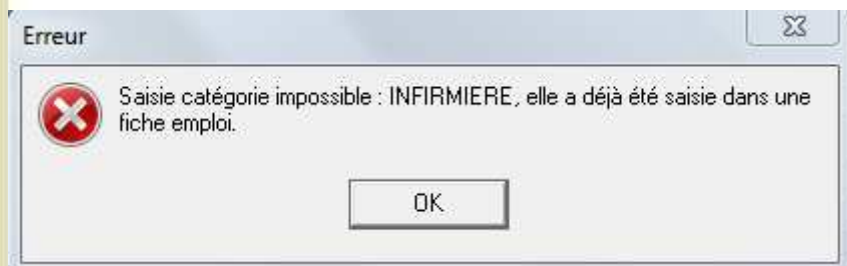 Erreur
Saisie catégorie impossible : INFIRMIERE, elle a déjà été saisie dans une
fiche emploi.
OK